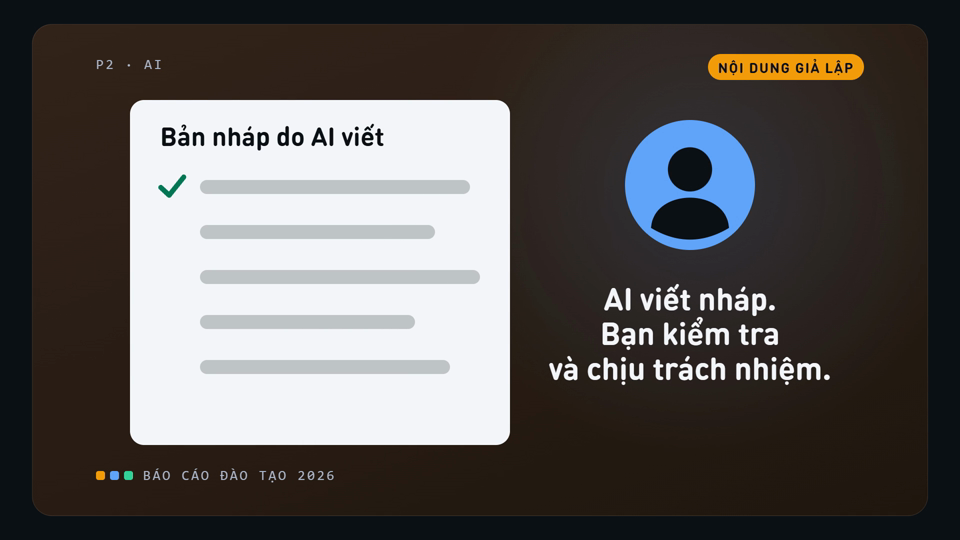 P2 · AI
NỘI DUNG GIẢ LẬP
Bản nháp do AI viết
AI viết nháp.
Bạn kiểm tra
và chịu trách nhiệm.
BÁO CÁO ĐÀO TẠO 2026